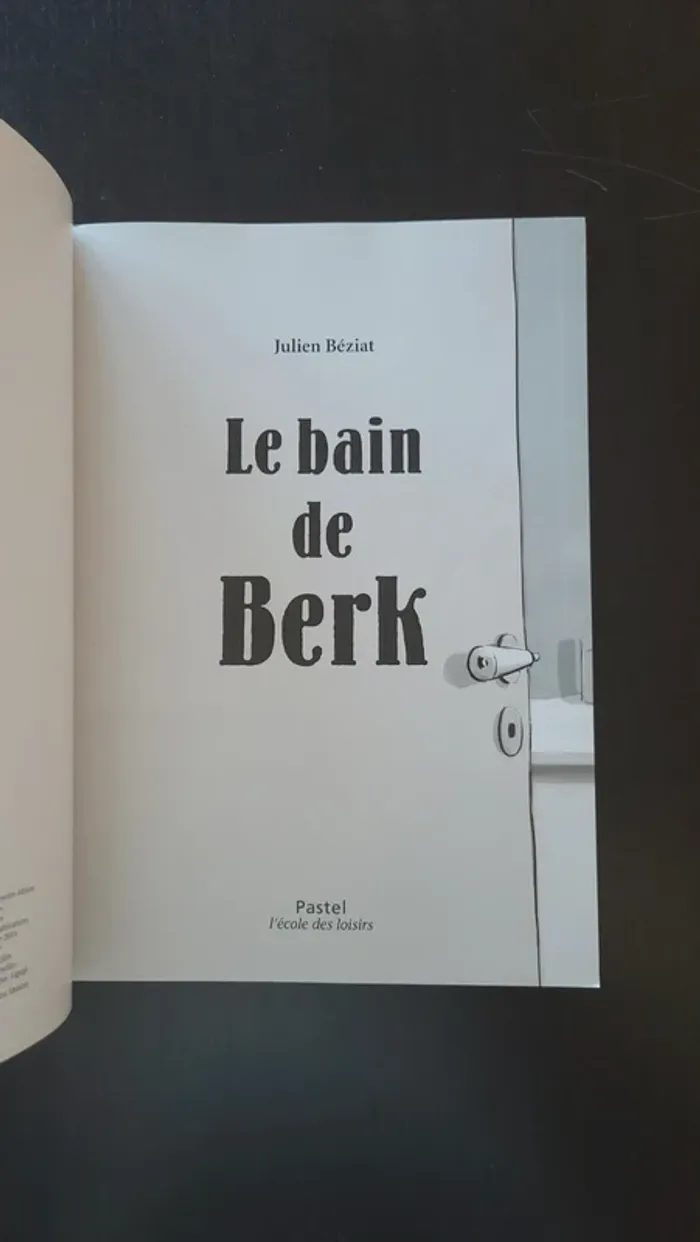 Julien Béziat
Le bain
de
Berk
Pastel
l'école des loisirs